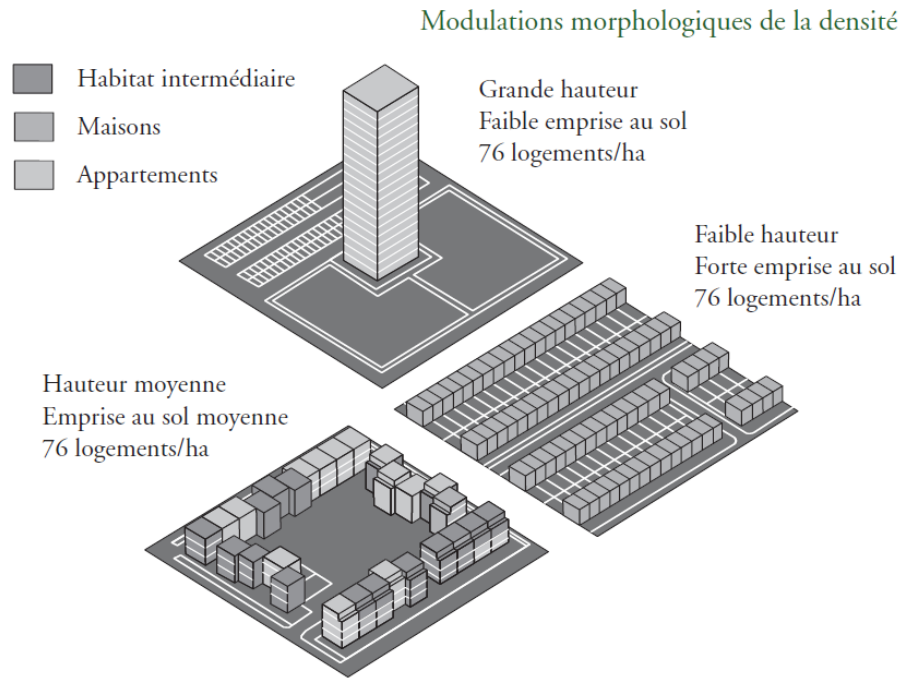 Modulations morphologiques de la densité
Habitat intermédiaire
Maisons
Appartements
Grande hauteur
Faible emprise au sol
76 logements/ha
Faible hauteur
Forte emprise au sol
76 logements/ha
Hauteur moyenne
Emprise au sol moyenne
76 logements/ha